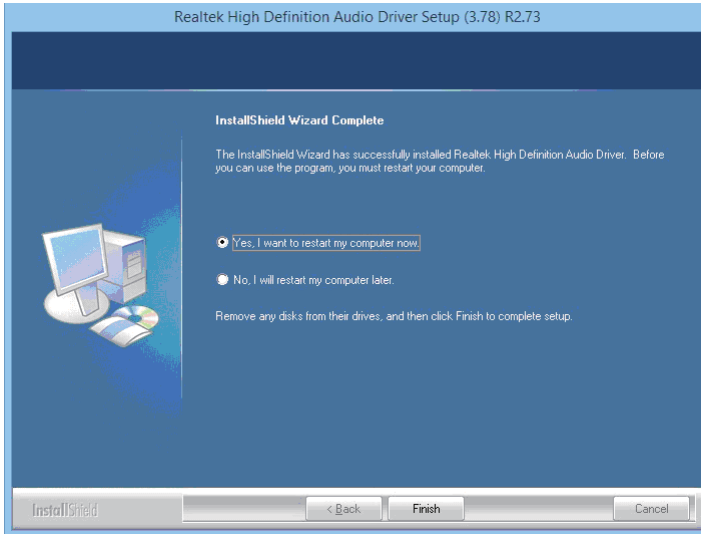 Realtek High Definition Audio Driver Setup (3.78) R2.73
InstallShield Wizard Complete
The InstallShield Wizard has successfully installed Realtek High Definition Audio Driver.  Before
you can use the program, you must restart your computer.
Yes, I want to restart my computer now.
No, I will restart my computer later.
Remove any disks from their drives, and then click Finish to complete setup.
InstallShield
< Back
Finish
Cancel